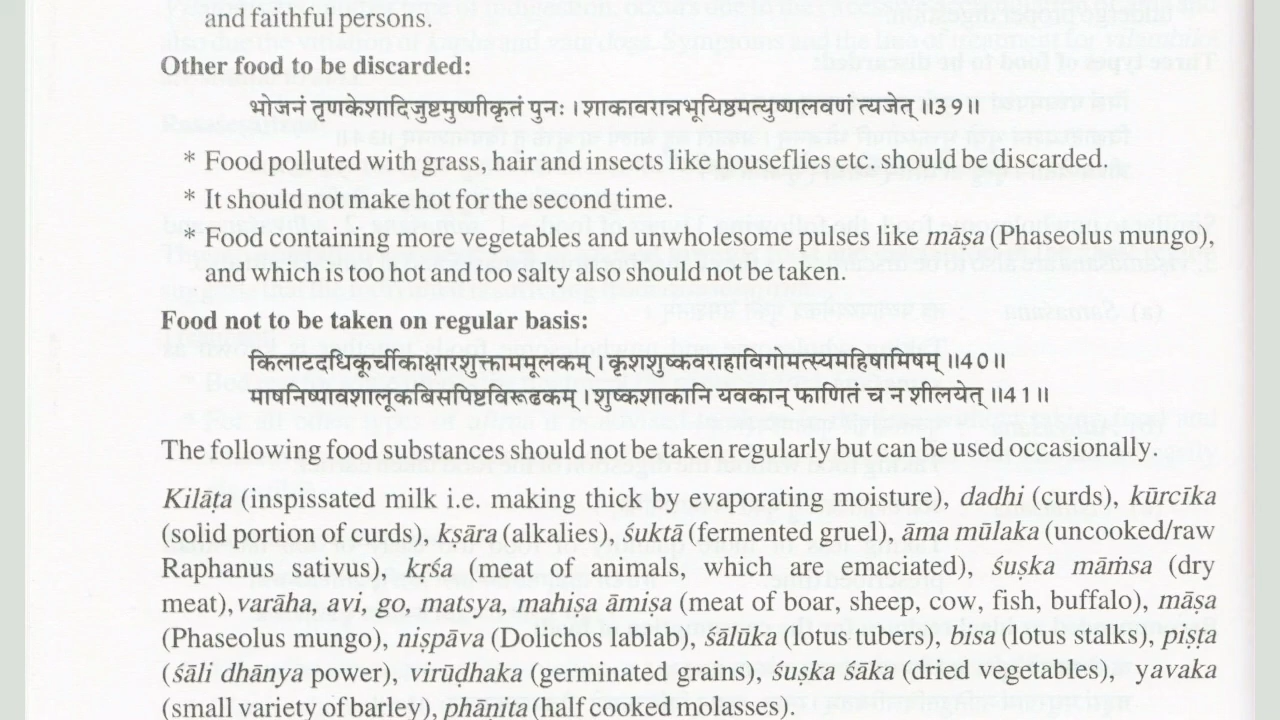 and faithful persons.
Other food to be discarded:
भोजनं तृणकेशादिजुष्टमुष्णीकृतं पुनः । शाकावरान्नभूयिष्ठमत्युष्णलवणं त्यजेत् ॥39॥
* Food polluted with grass, hair and insects like houseflies etc. should be discarded.
* It should not make hot for the second time.
* Food containing more vegetables and unwholesome pulses like māṣa (Phaseolus mungo),
and which is too hot and too salty also should not be taken.
Food not to be taken on regular basis:
किलाटदधिकूर्चीकाक्षारशुक्ताममूलकम् । कृशशुष्कवराहाविगोमत्स्यमहिषामिषम् ॥40॥
माषनिष्पावशालूकबिसपिष्टविरूढकम् । शुष्कशाकानि यवकान् फाणितं च न शीलयेत् ॥41॥
The following food substances should not be taken regularly but can be used occasionally.
Kilāṭa (inspissated milk i.e. making thick by evaporating moisture), dadhi (curds), kūrcīka
(solid portion of curds), kṣāra (alkalies), śuktā (fermented gruel), āma mūlaka (uncooked/raw
Raphanus sativus), kṛśa (meat of animals, which are emaciated), śuṣka māṁsa (dry
meat), varāha, avi, go, matsya, mahiṣa āmiṣa (meat of boar, sheep, cow, fish, buffalo), māṣa
(Phaseolus mungo), niṣpāva (Dolichos lablab), śālūka (lotus tubers), bisa (lotus stalks), piṣṭa
(śāli dhānya power), virūḍhaka (germinated grains), śuṣka śāka (dried vegetables), yavaka
(small variety of barley), phāṇita (half cooked molasses).